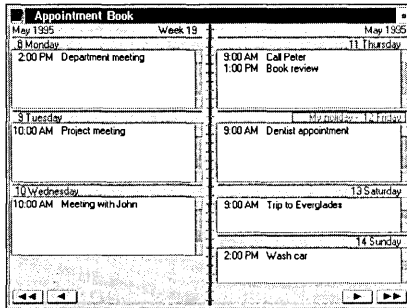 Appointment Book
May 1995 Week 19
8 Monday
2:00 PM Department meeting
9 Tuesday
10:00 AM Project meeting
10 Wednesday
10:00 AM Meeting with John
May 1995
11 Thursday
9:00 AM Call Peter
1:00 PM Book review
My holiday - 12 Friday
9:00 AM Dentist appointment
13 Saturday
9:00 AM Trip to Everglades
14 Sunday
2:00 PM Wash car